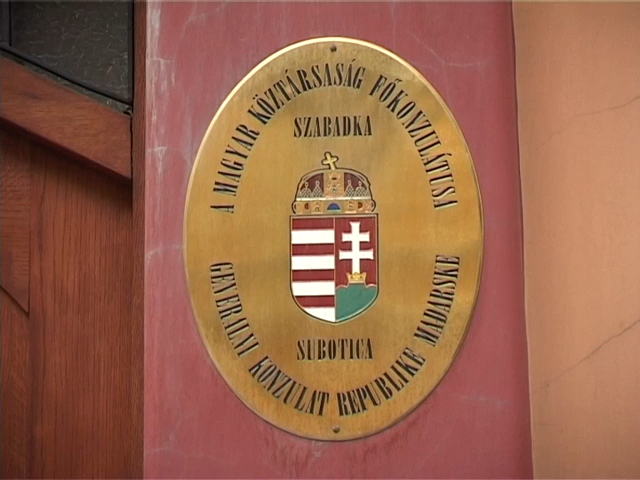 A MAGYAR KÖZTÁRSASÁG FŐKONZULÁTUSA
SZABADKA
SUBOTICA
GENERALNI KONZULAT REPUBLIKE MAĐARSKE